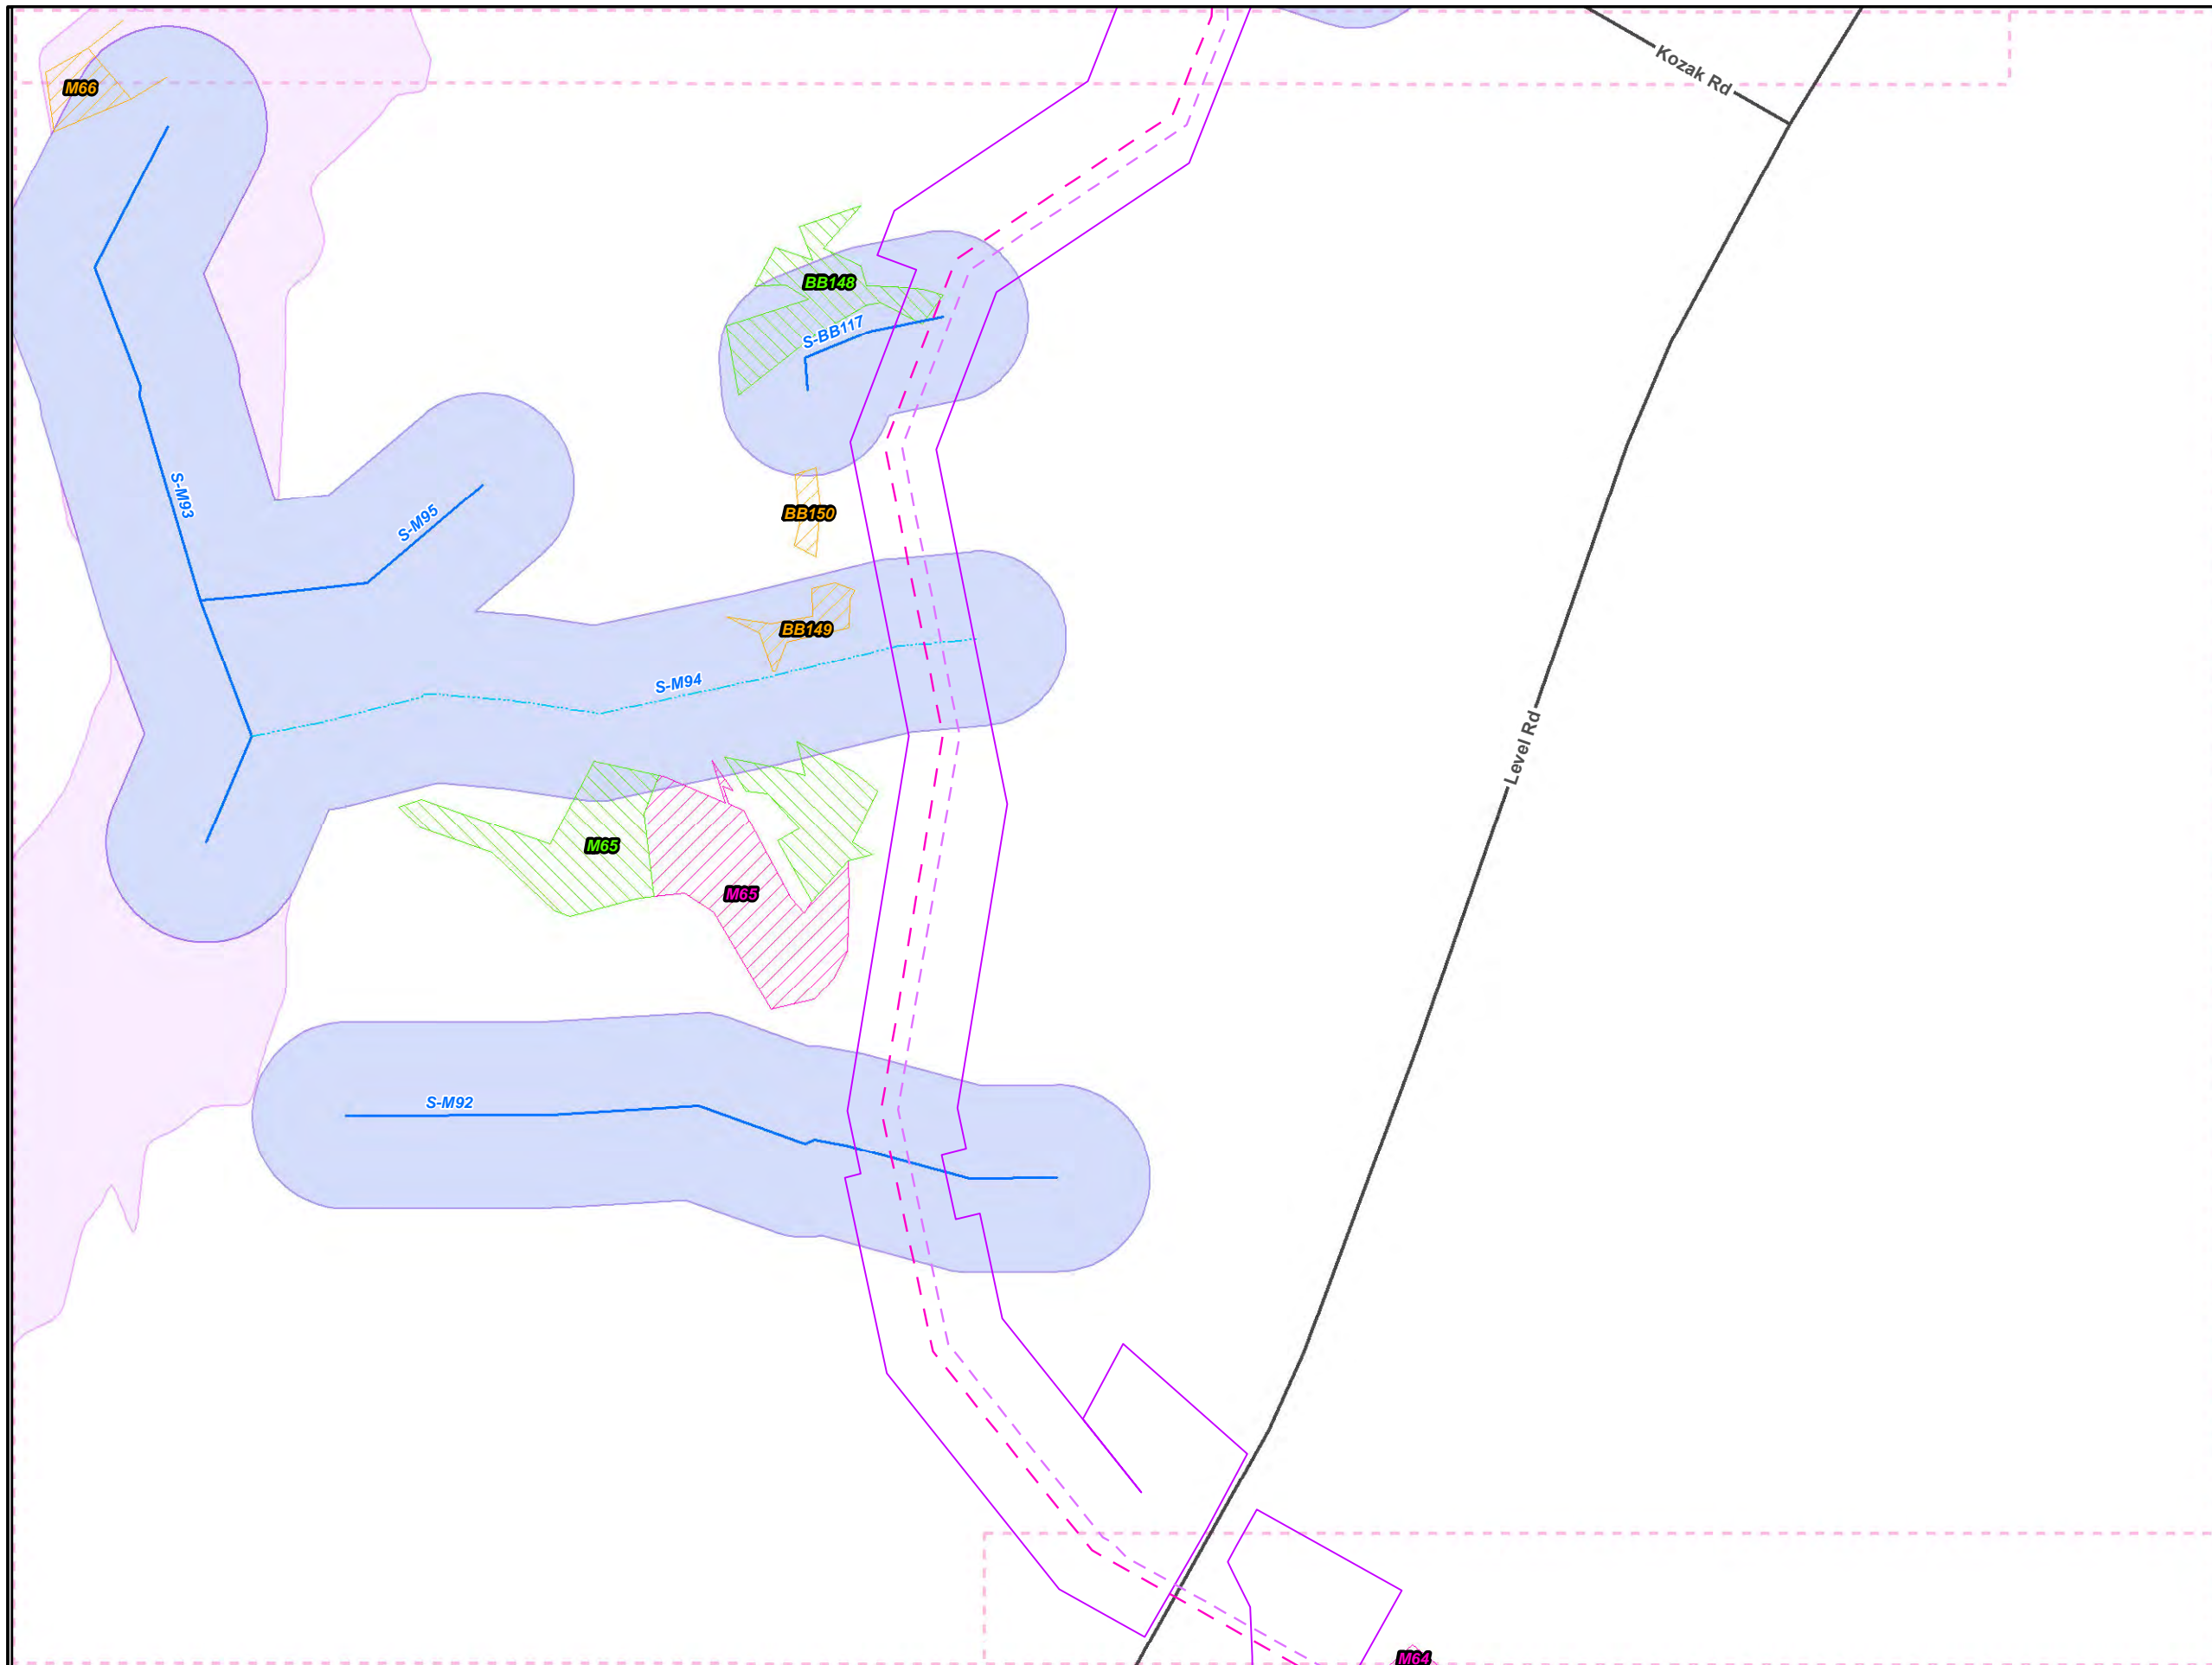 Kozak Rd
M66
BB148
S-BB117
S-M93
S-M95
BB150
BB149
S-M94
Level Rd
M65
M65
S-M92
M64